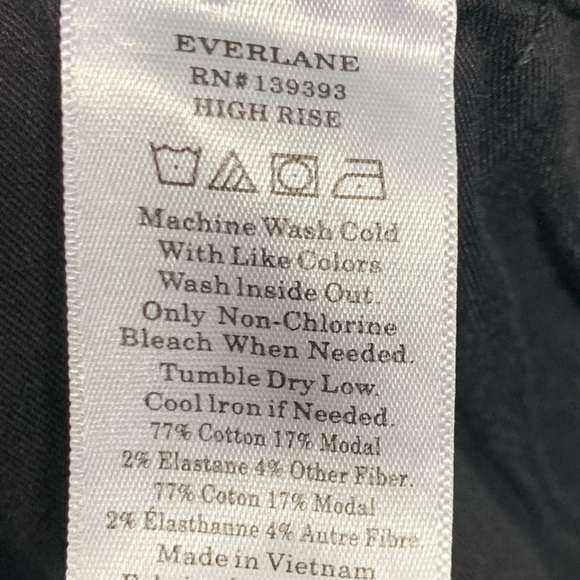 EVERLANE
RN# 139393
HIGH RISE
Machine Wash Cold
With Like Colors
Wash Inside Out.
Only Non-Chlorine
Bleach When Needed.
Tumble Dry Low.
Cool Iron if Needed.
77% Cotton 17% Modal
2% Elastane 4% Other Fiber.
77% Coton 17% Modal
2% Élasthanne 4% Autre Fibre
Made in Vietnam